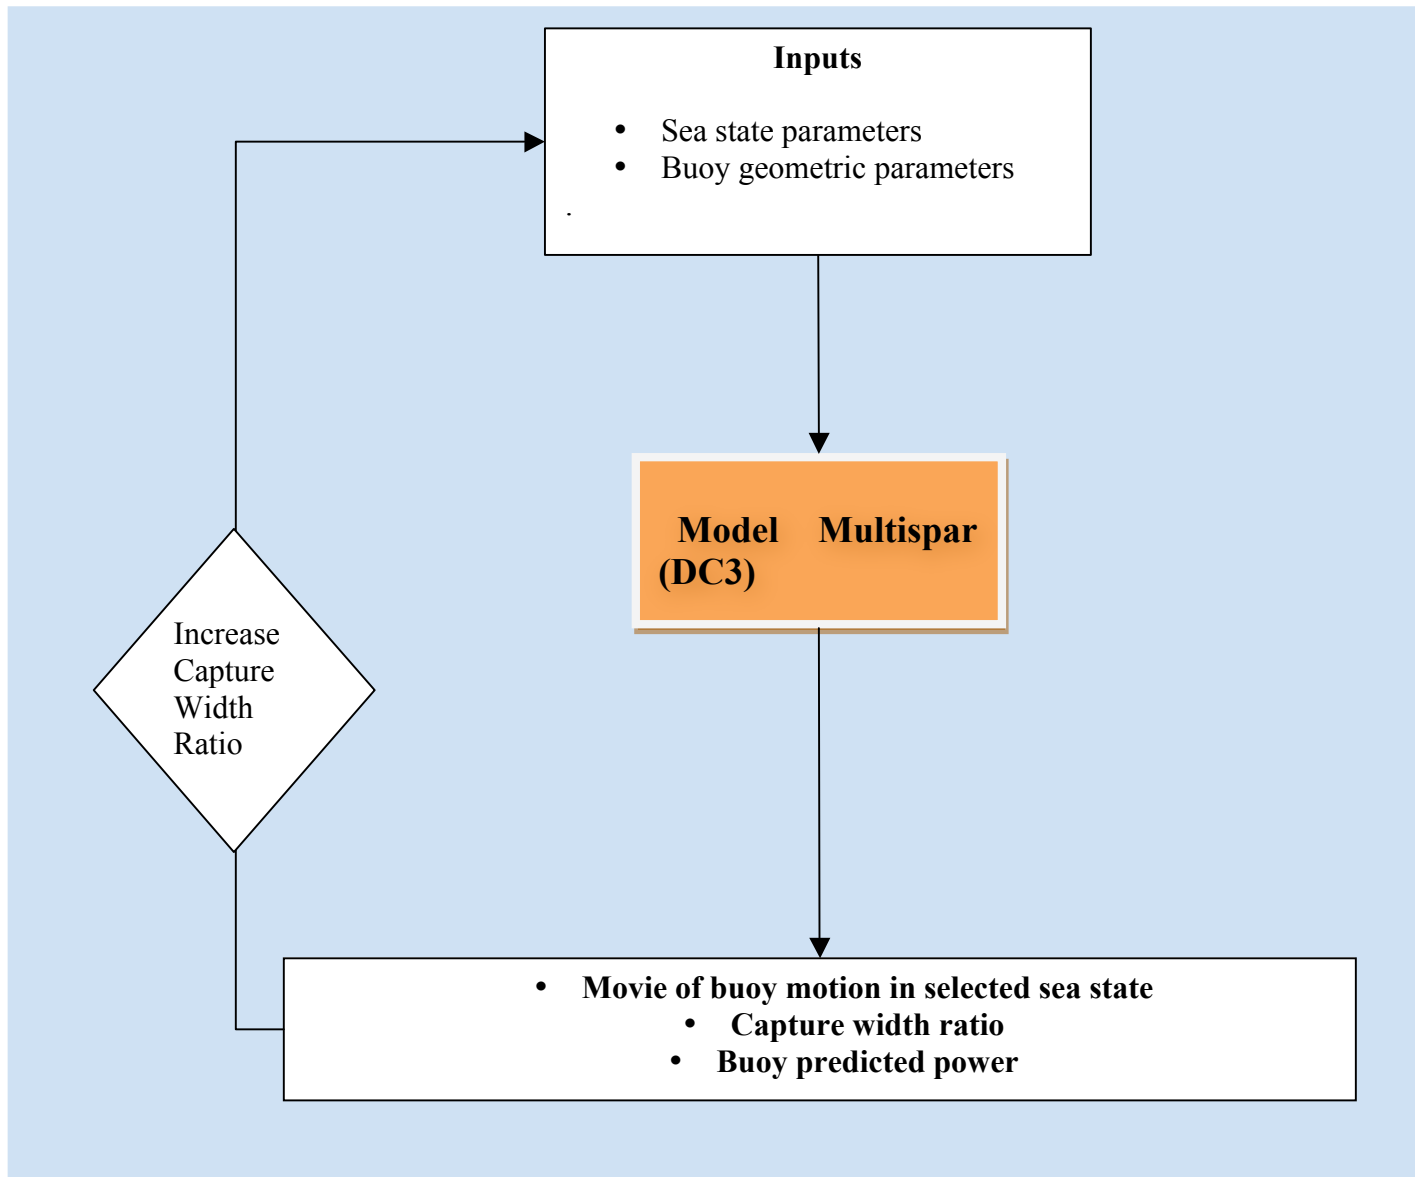 Inputs
• Sea state parameters
• Buoy geometric parameters
.
Model Multispar
(DC3)
Increase
Capture
Width
Ratio
• Movie of buoy motion in selected sea state
• Capture width ratio
• Buoy predicted power